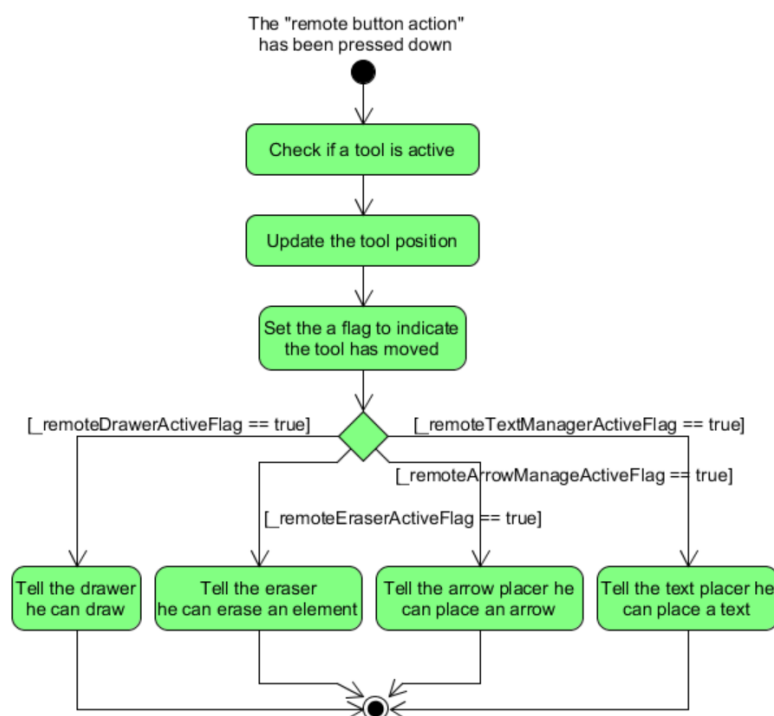 The "remote button action"
has been pressed down
Check if a tool is active
Update the tool position
Set the a flag to indicate
the tool has moved
[_remoteDrawerActiveFlag == true]
[_remoteTextManagerActiveFlag == true]
[_remoteArrowManageActiveFlag == true]
[_remoteEraserActiveFlag == true]
Tell the drawer
he can draw
Tell the eraser
he can erase an element
Tell the arrow placer he
can place an arrow
Tell the text placer he
can place a text